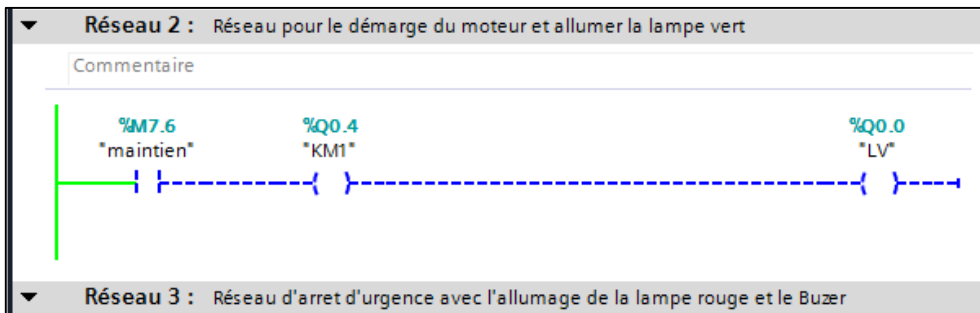 Réseau 2 : Réseau pour le démarge du moteur et allumer la lampe vert
Commentaire
%M7.6 %Q0.4 %Q0.0
"maintien" "KM1" "LV"
Réseau 3 : Réseau d'arret d'urgence avec l'allumage de la lampe rouge et le Buzer